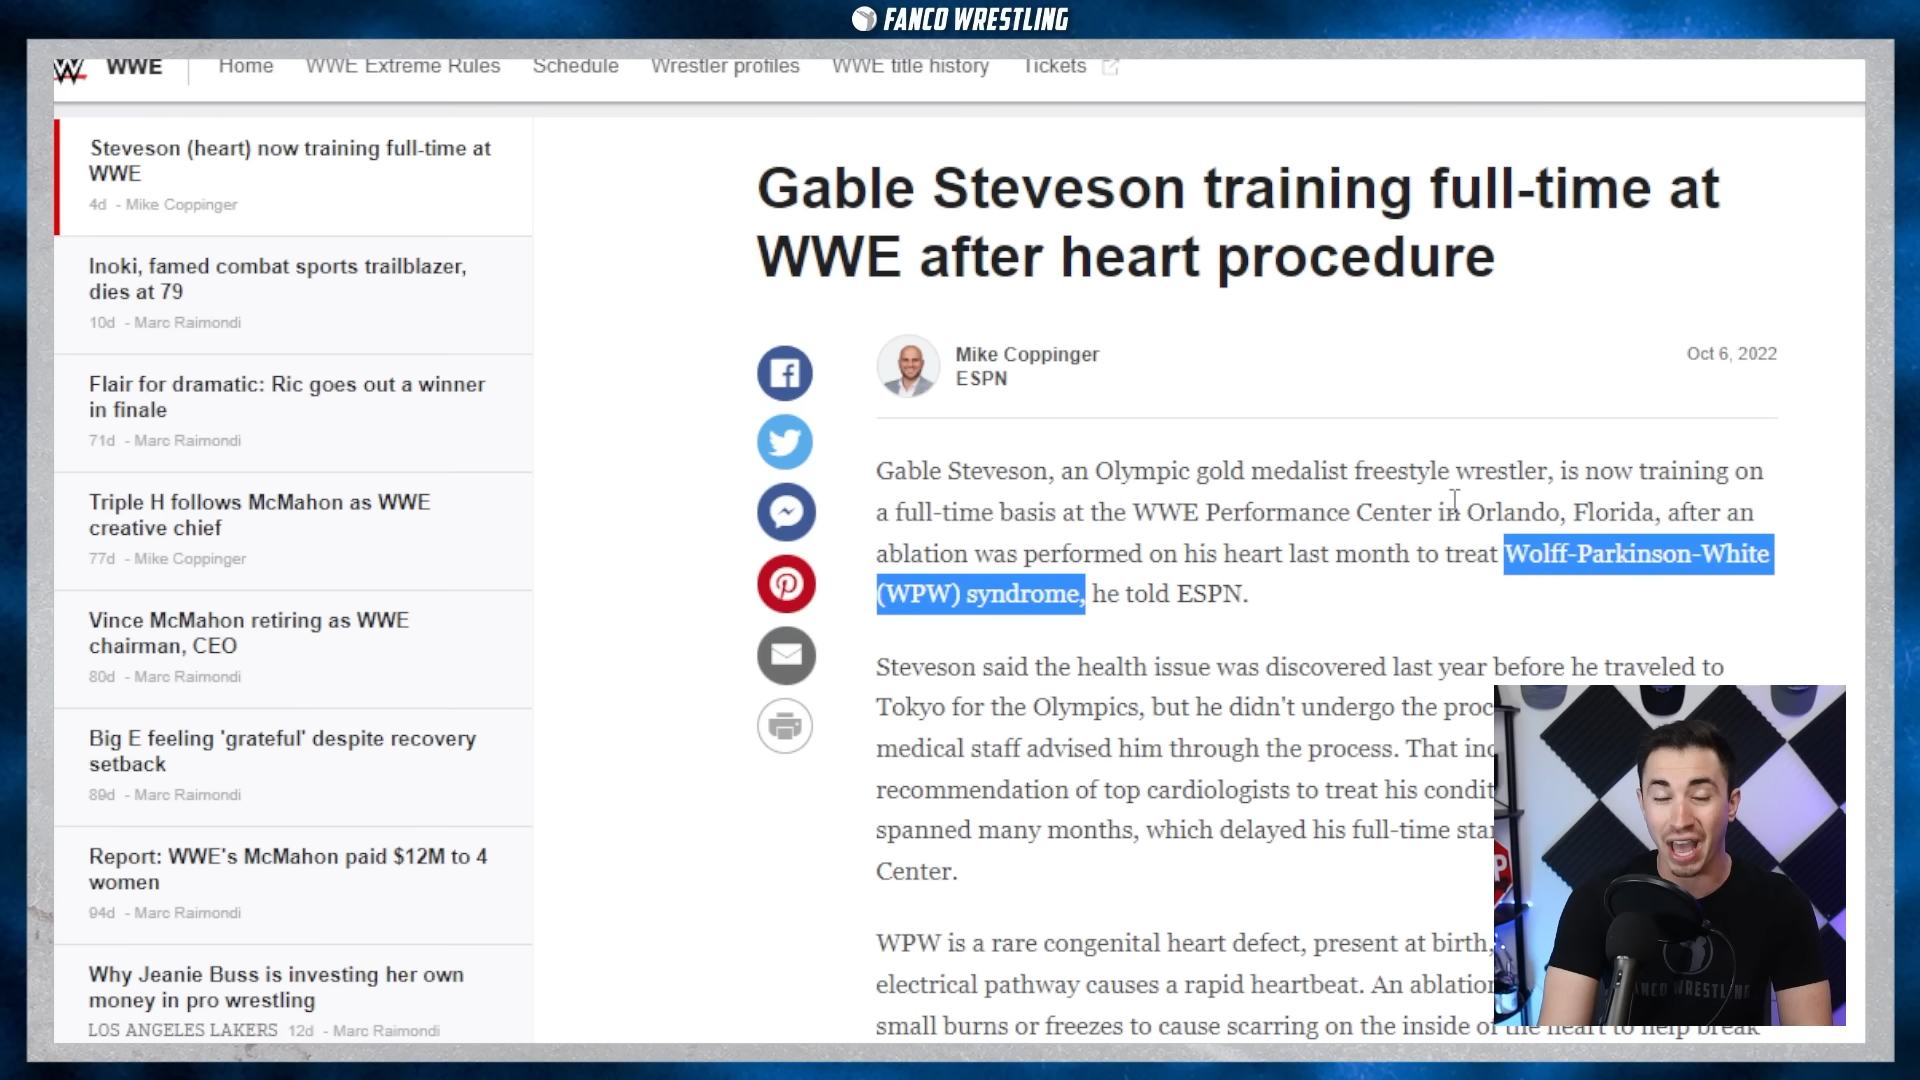 FANCO WRESTLING
WWE Home WWE Extreme Rules Schedule Wrestler profiles WWE title history Tickets
Steveson (heart) now training full-time at
WWE
4d - Mike Coppinger
Inoki, famed combat sports trailblazer,
dies at 79
10d - Marc Raimondi
Flair for dramatic: Ric goes out a winner
in finale
71d - Marc Raimondi
Triple H follows McMahon as WWE
creative chief
77d - Mike Coppinger
Vince McMahon retiring as WWE
chairman, CEO
80d - Marc Raimondi
Big E feeling 'grateful' despite recovery
setback
89d - Marc Raimondi
Report: WWE's McMahon paid $12M to 4
women
94d - Marc Raimondi
Why Jeanie Buss is investing her own
money in pro wrestling
LOS ANGELES LAKERS 12d - Marc Raimondi
Gable Steveson training full-time at
WWE after heart procedure
Mike Coppinger
ESPN
Oct 6, 2022
Gable Steveson, an Olympic gold medalist freestyle wrestler, is now training on
a full-time basis at the WWE Performance Center in Orlando, Florida, after an
ablation was performed on his heart last month to treat Wolff-Parkinson-White
(WPW) syndrome, he told ESPN.
Steveson said the health issue was discovered last year before he traveled to
Tokyo for the Olympics, but he didn't undergo the proc
medical staff advised him through the process. That inc
recommendation of top cardiologists to treat his condit
spanned many months, which delayed his full-time star
Center.
WPW is a rare congenital heart defect, present at birth,
electrical pathway causes a rapid heartbeat. An ablation
small burns or freezes to cause scarring on the inside of the heart to help break